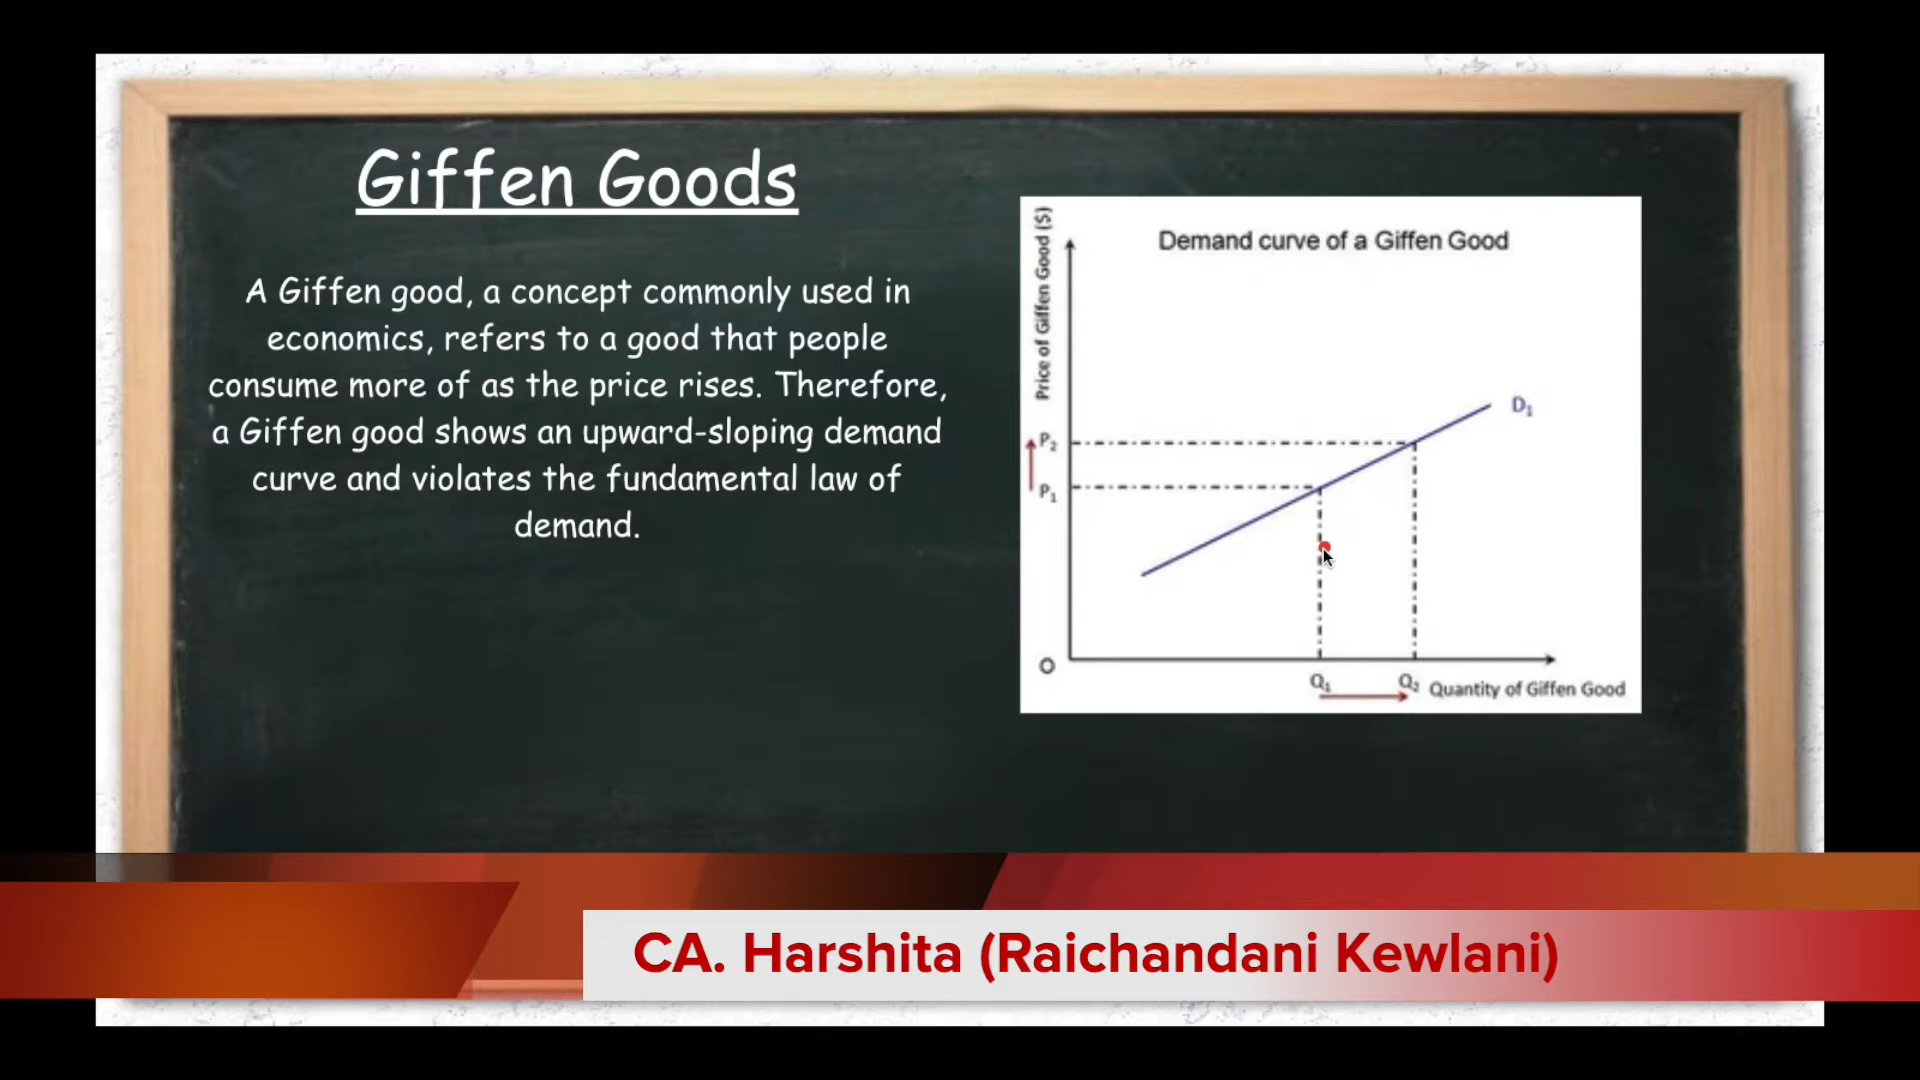 Giffen Goods
A Giffen good, a concept commonly used in
economics, refers to a good that people
consume more of as the price rises. Therefore,
a Giffen good shows an upward-sloping demand
curve and violates the fundamental law of
demand.
Demand curve of a Giffen Good
Price of Giffen Good ($)
D₁
P₂
P₁
O
Q₁
Q₂
Quantity of Giffen Good
CA. Harshita (Raichandani Kewlani)